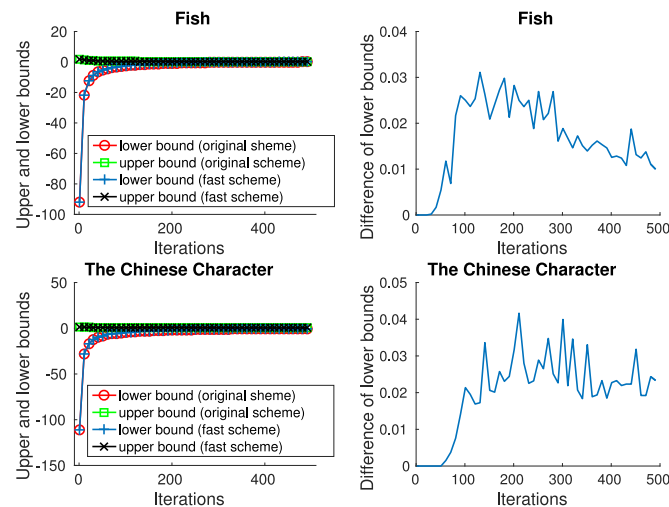 Fish
Upper and lower bounds
20
0
-20
-40
-60
-80
-100
lower bound (original sheme)
upper bound (original scheme)
lower bound (fast scheme)
upper bound (fast scheme)
0
200
400
Iterations
Fish
Difference of lower bounds
0.04
0.03
0.02
0.01
0
0
100
200
300
400
500
Iterations
The Chinese Character
Upper and lower bounds
50
0
-50
-100
-150
lower bound (original scheme)
upper bound (original scheme)
lower bound (fast scheme)
upper bound (fast scheme)
0
200
400
Iterations
The Chinese Character
Difference of lower bounds
0.05
0.04
0.03
0.02
0.01
0
0
100
200
300
400
500
Iterations